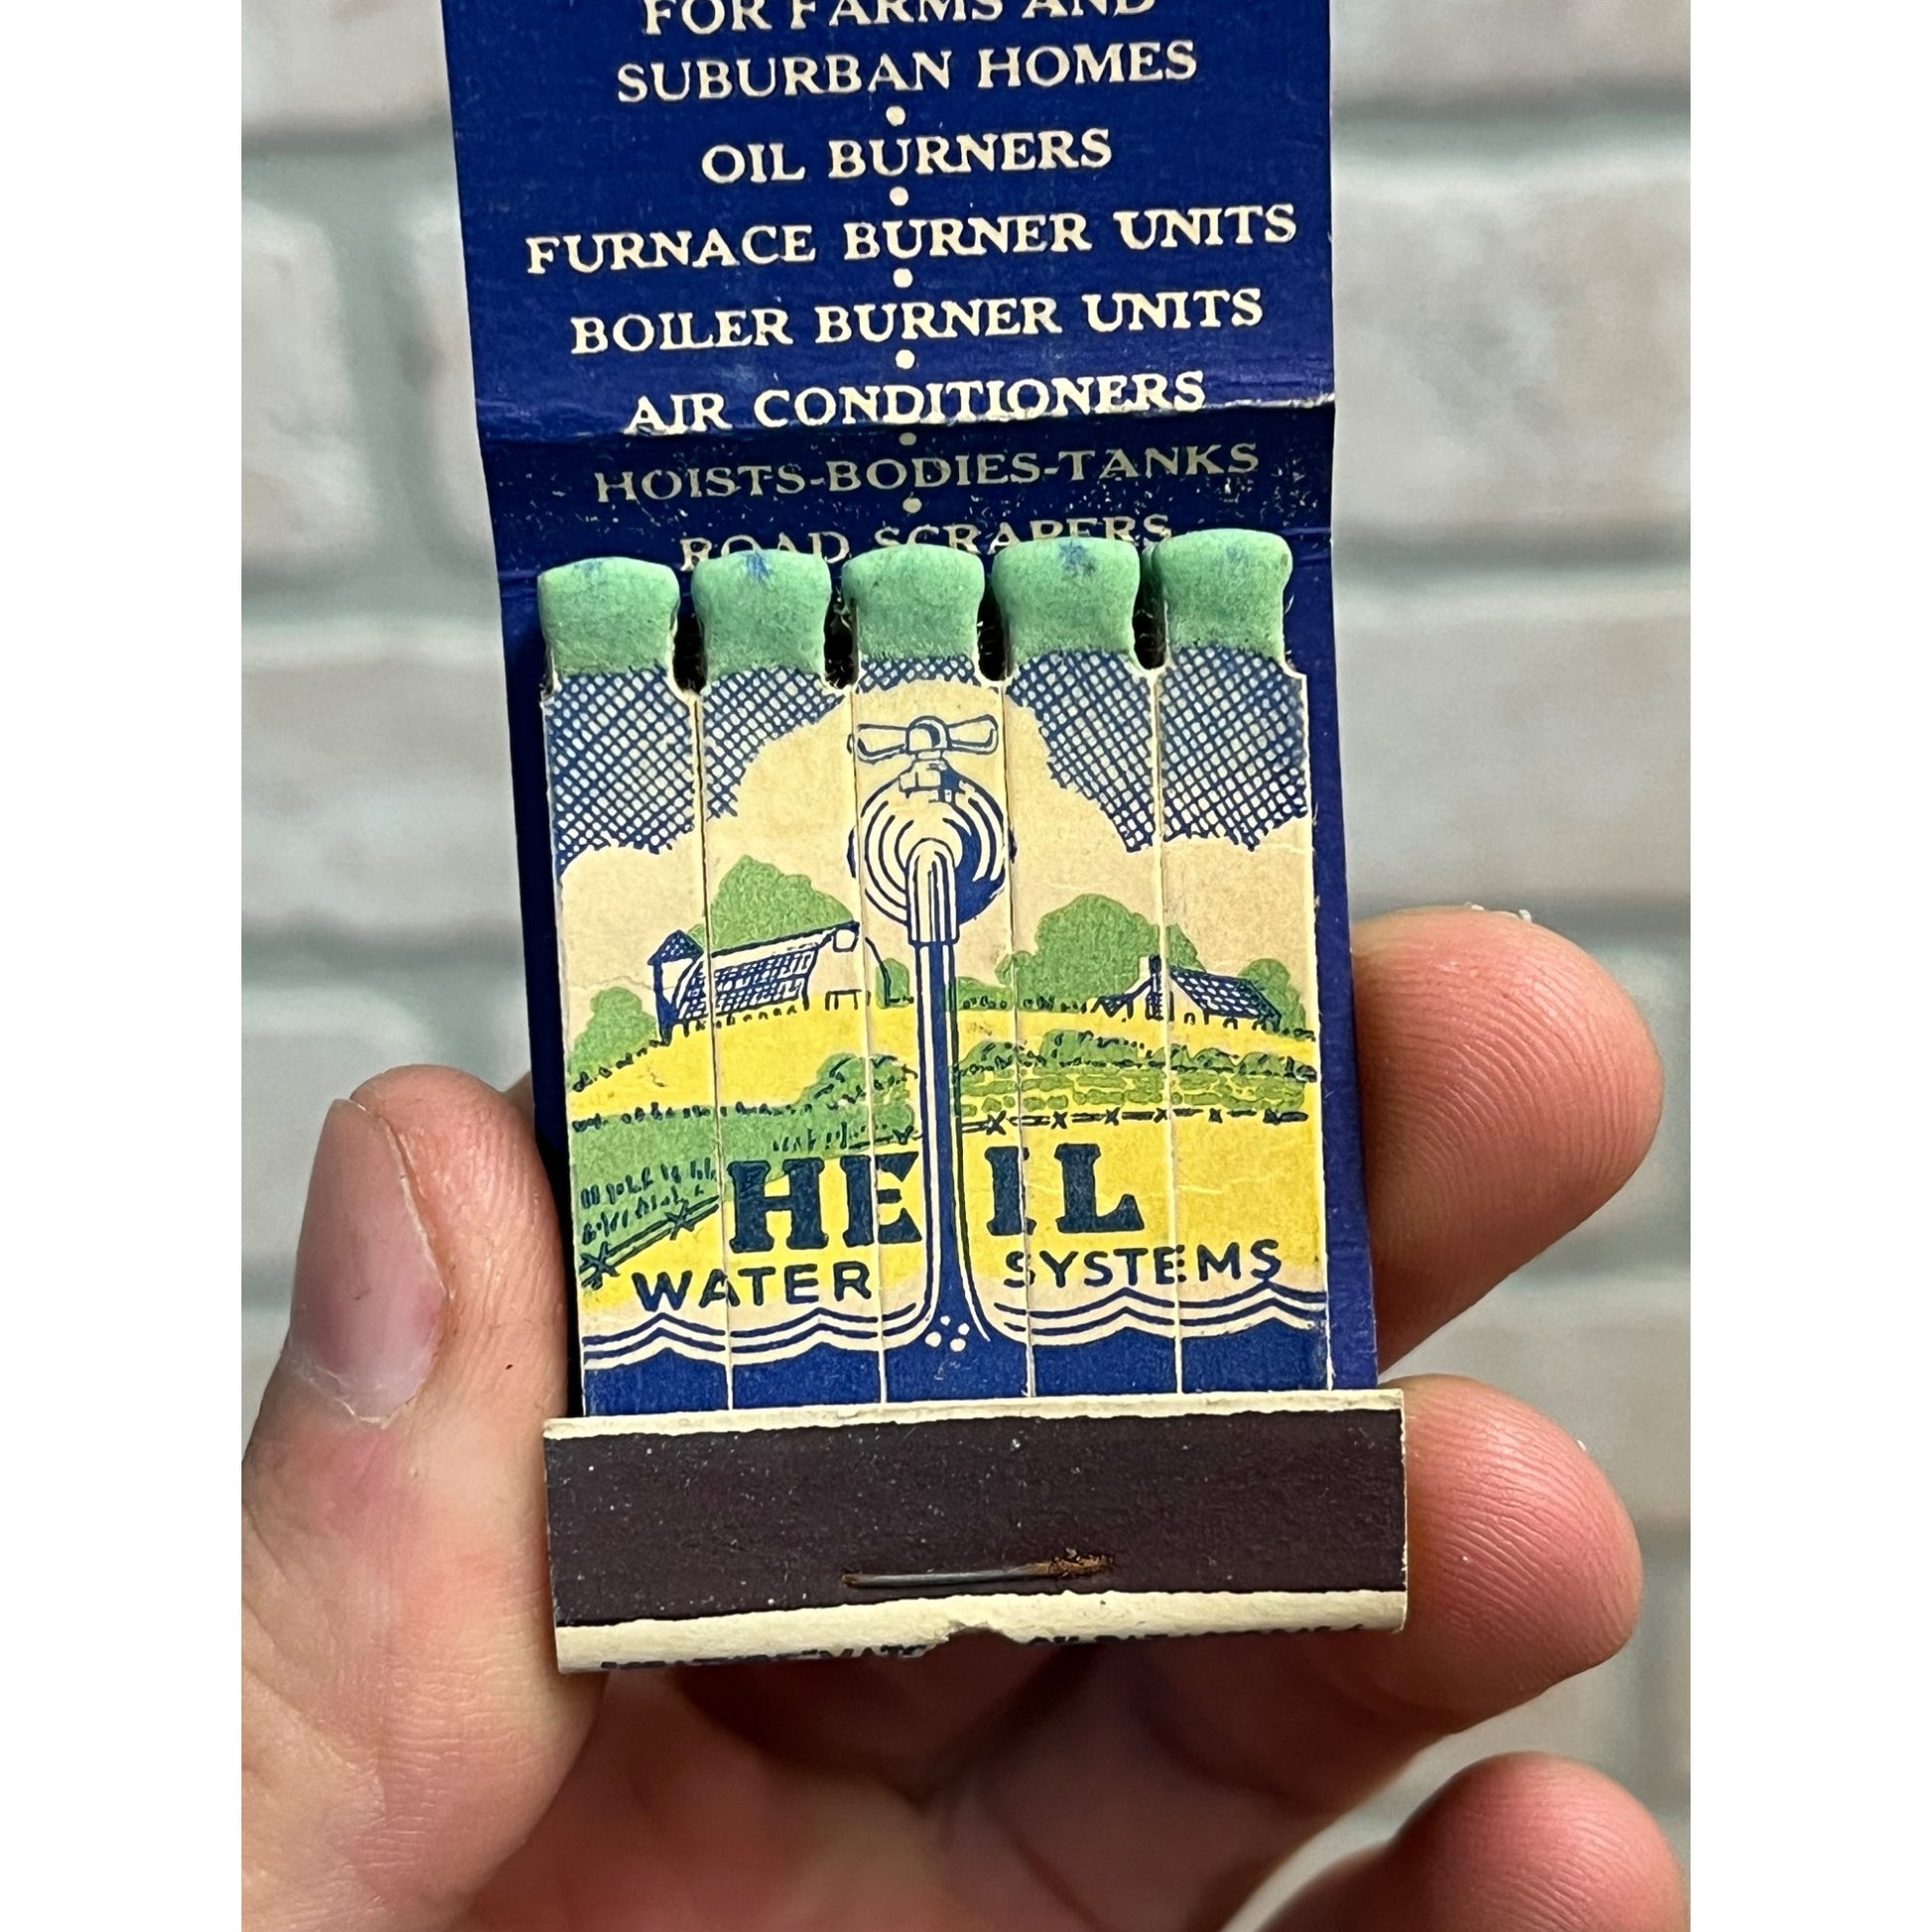 FOR FARMS AND
SUBURBAN HOMES
•
OIL BURNERS
•
FURNACE BURNER UNITS
•
BOILER BURNER UNITS
•
AIR CONDITIONERS
•
HOISTS-BODIES-TANKS
•
ROAD SCRAPERS
HEIL
WATER SYSTEMS